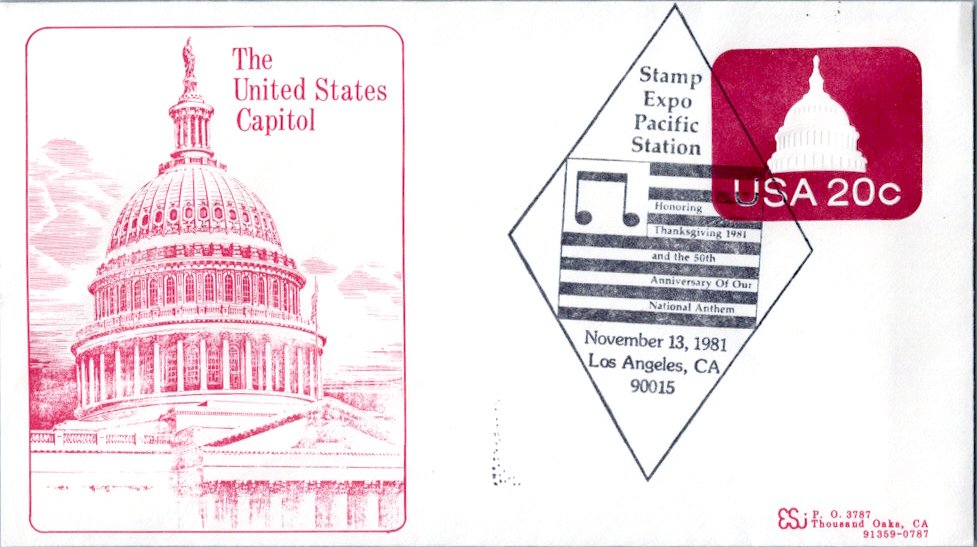 The
United States
Capitol
Stamp
Expo
Pacific
Station
Honoring
Thanksgiving 1981
and the 50th
Anniversary Of Our
National Anthem
November 13, 1981
Los Angeles, CA
90015
USA 20c
ESJ
P. O. 3787
Thousand Oaks, CA
91359-0787